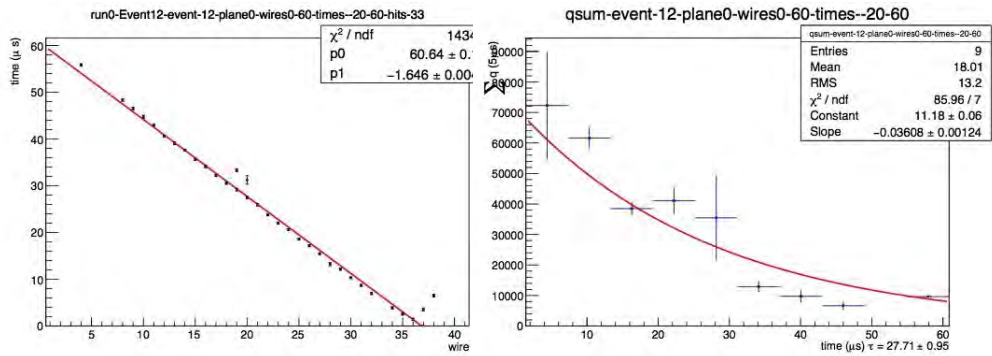 run0-Event12-event-12-plane0-wires0-60-times--20-60-hits-33
χ² / ndf 1434
p0 60.64 ±
p1 −1.646 ±
time (μ s)
60
50
40
30
20
10
0
5 10 15 20 25 30 35 40
wire
qsum-event-12-plane0-wires0-60-times--20-60
qsum-event-12-plane0-wires0-60-times--20-60
Entries 9
Mean 18.01
RMS 13.2
χ² / ndf 85.96 / 7
Constant 11.18 ± 0.06
Slope −0.03608 ± 0.00124
∑q (5μs)
90000
80000
70000
60000
50000
40000
30000
20000
10000
0
10 20 30 40 50 60
time (μs) τ = 27.71 ± 0.95